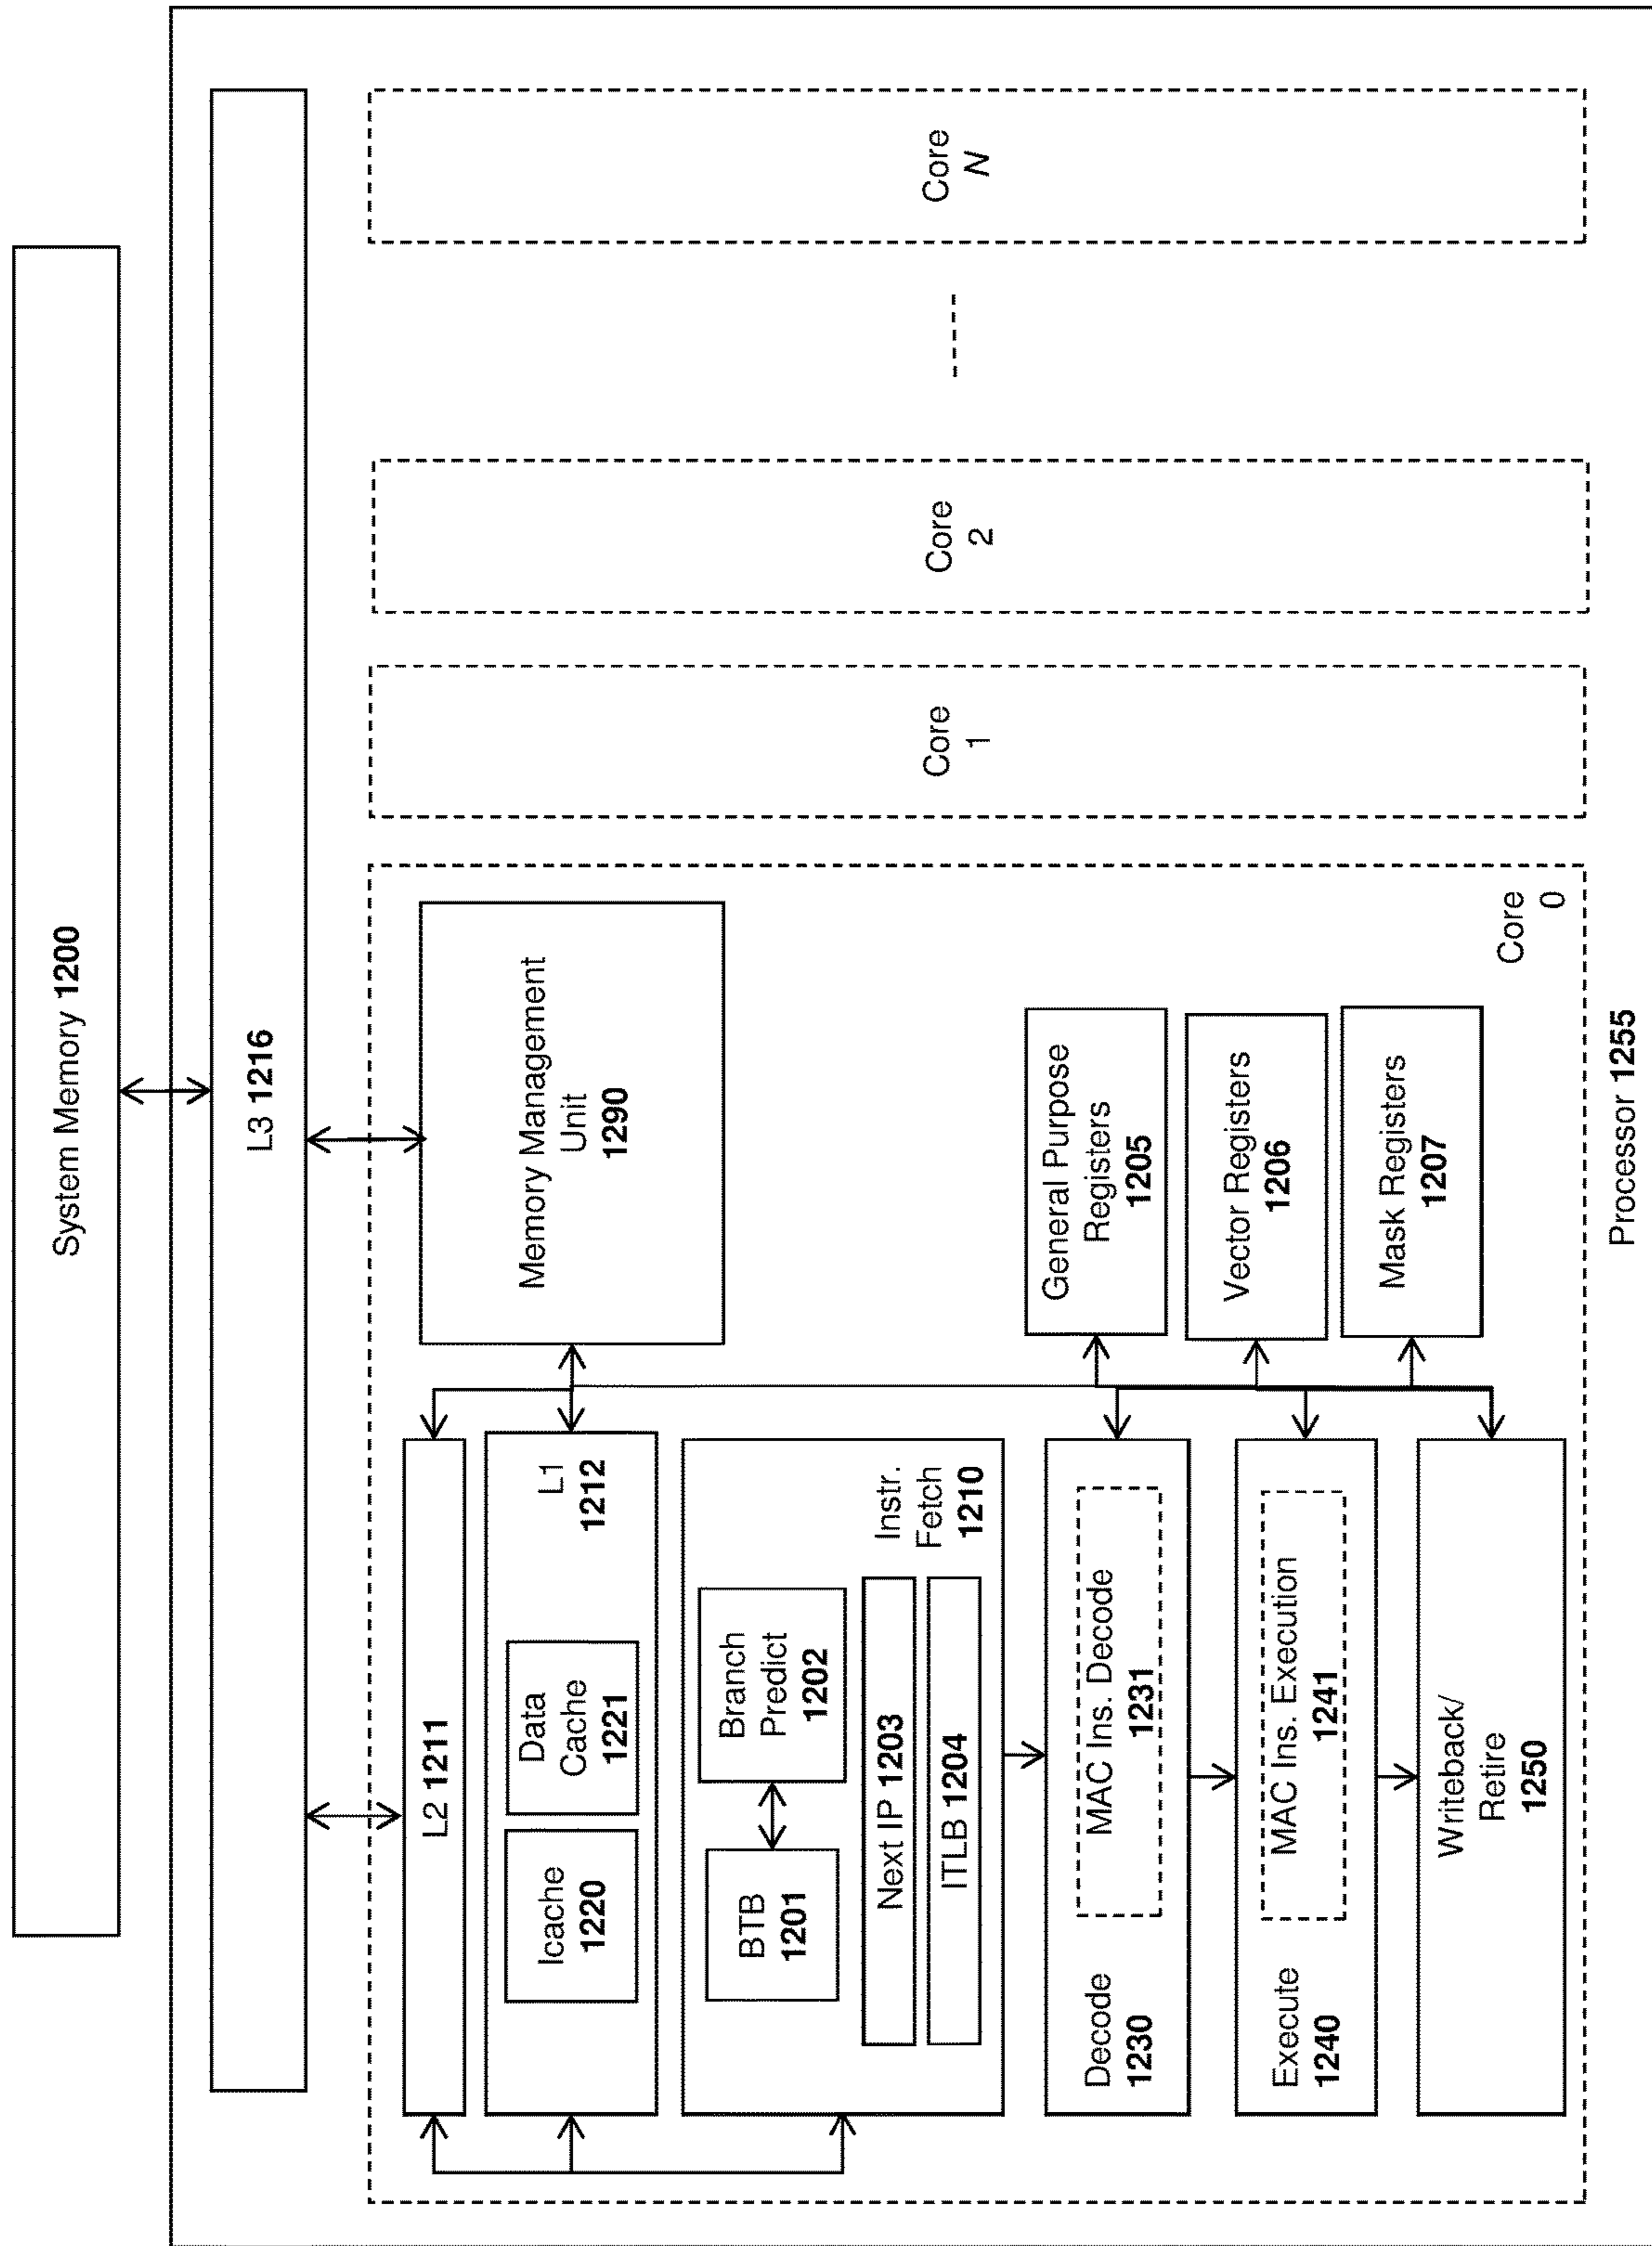 System Memory 1200
L3 1216
L2 1211
Icache
1220
Data
Cache
1221
L1
1212
Memory Management
Unit
1290
BTB
1201
Branch
Predict
1202
Next IP 1203
ITLB 1204
Instr.
Fetch
1210
Decode
1230
MAC Ins. Decode
1231
Execute
1240
MAC Ins. Execution
1241
Writeback/
Retire
1250
General Purpose
Registers
1205
Vector Registers
1206
Mask Registers
1207
Core
0
Core
1
Core
2
Core
N
Processor 1255